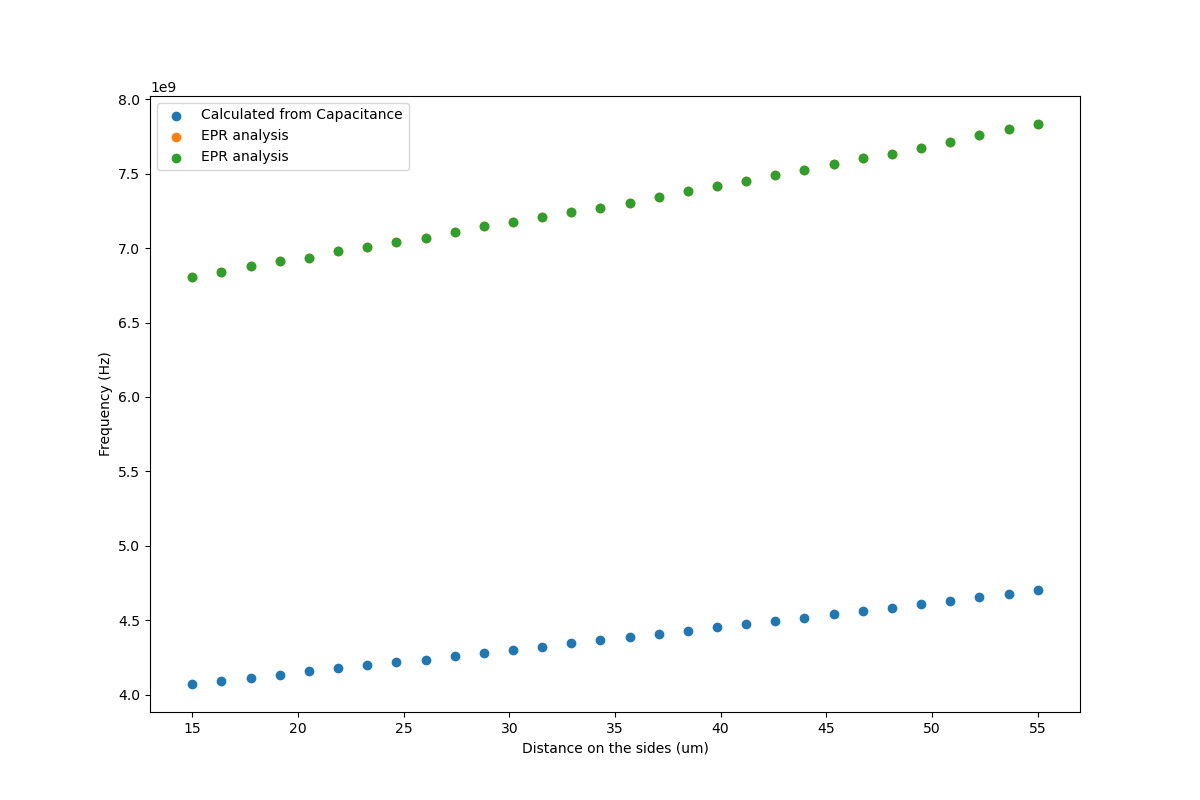 1e9
8.0
7.5
7.0
6.5
6.0
5.5
5.0
4.5
4.0
Frequency (Hz)
Calculated from Capacitance
EPR analysis
EPR analysis
15 20 25 30 35 40 45 50 55
Distance on the sides (um)